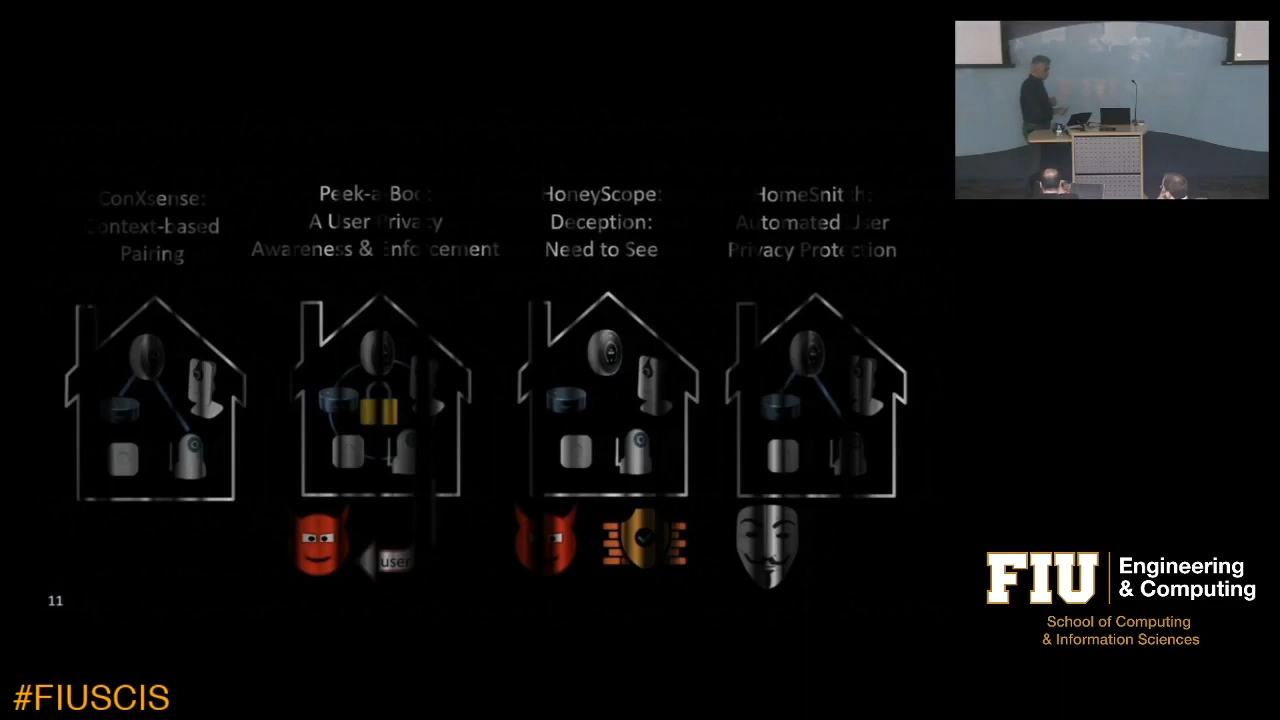 ConXsense:
Context-based
Pairing
Peek-a-Boo:
A User Privacy
Awareness & Enforcement
HoneyScope:
Deception:
Need to See
HomeSnitch:
Automated User
Privacy Protection
user
11
FIU
Engineering
& Computing
School of Computing
& Information Sciences
#FIUSCIS